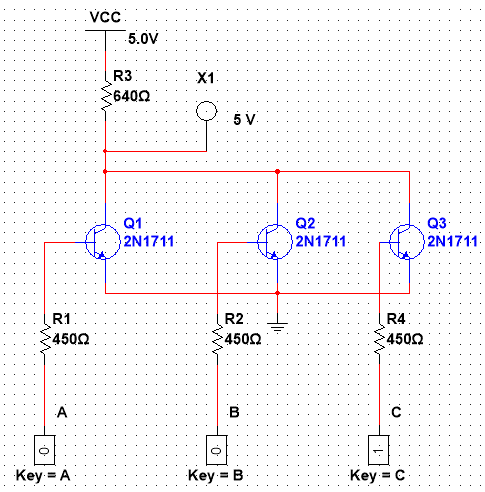 VCC
5.0V
R3
640Ω
X1
5 V
Q1
2N1711
Q2
2N1711
Q3
2N1711
R1
450Ω
R2
450Ω
R4
450Ω
A
B
C
0
0
1
Key = A
Key = B
Key = C